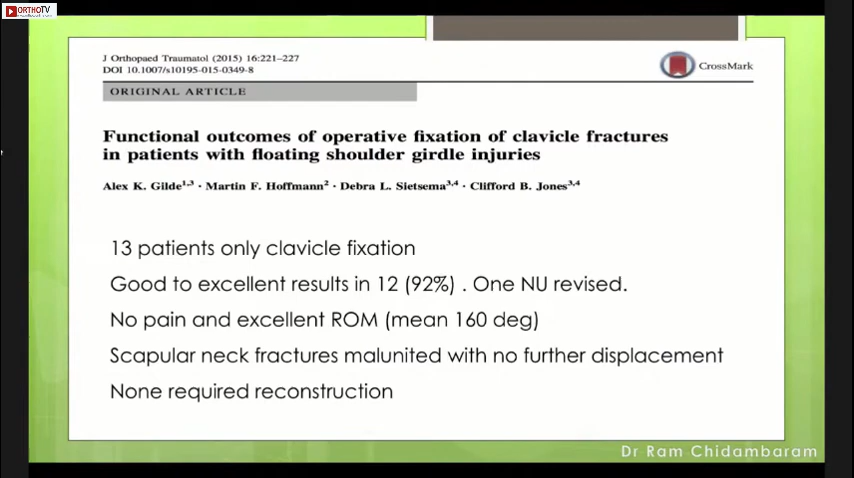 ORTHOTV
J Orthopaed Traumatol (2015) 16:221–227
DOI 10.1007/s10195-015-0349-8
CrossMark
ORIGINAL ARTICLE
Functional outcomes of operative fixation of clavicle fractures
in patients with floating shoulder girdle injuries
Alex K. Gilde1,3 · Martin F. Hoffmann2 · Debra L. Sietsema3,4 · Clifford B. Jones3,4
13 patients only clavicle fixation
Good to excellent results in 12 (92%) . One NU revised.
No pain and excellent ROM (mean 160 deg)
Scapular neck fractures malunited with no further displacement
None required reconstruction
Dr Ram Chidambaram